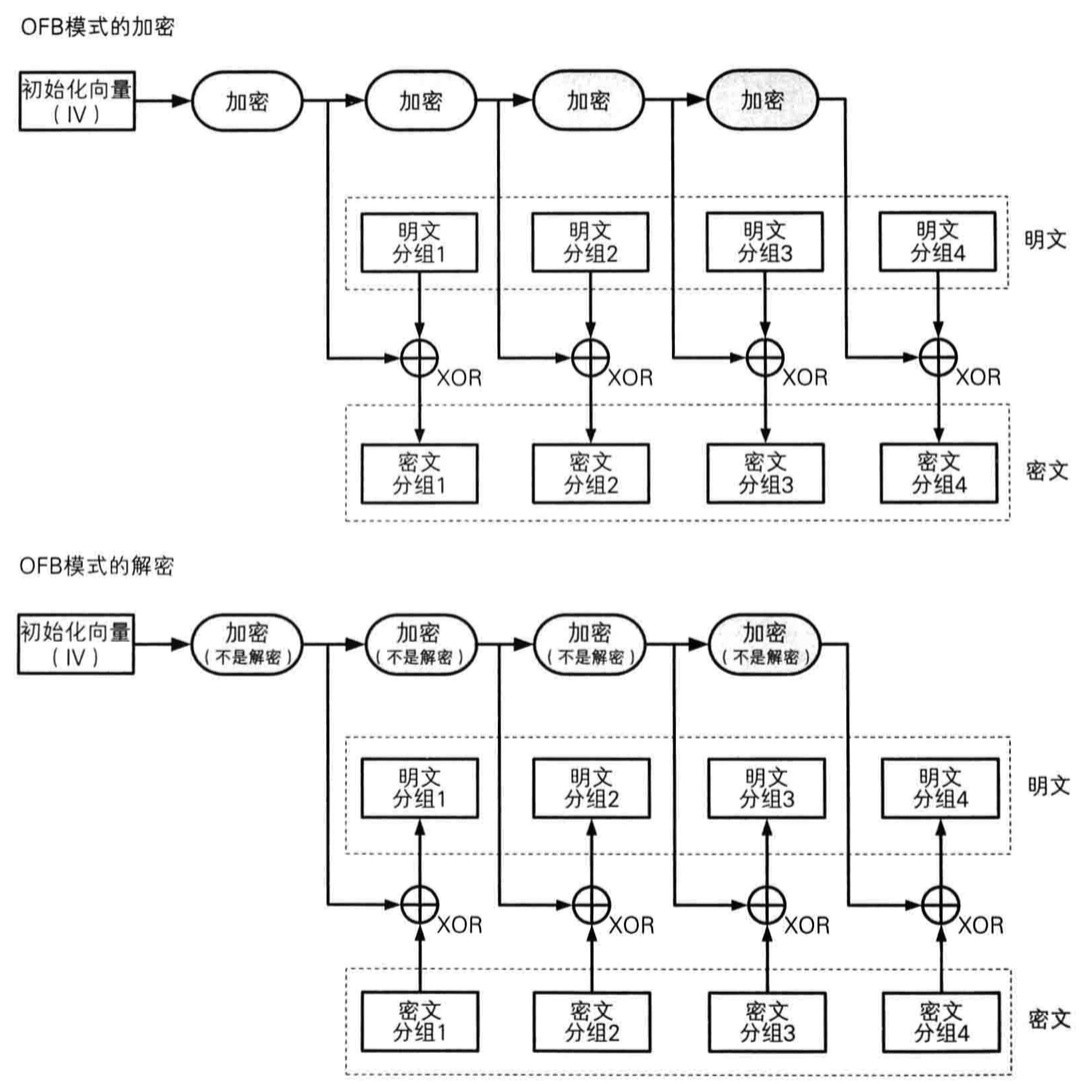 OFB模式的加密
初始化向量
(IV)
加密
加密
加密
加密
明文
分组1
明文
分组2
明文
分组3
明文
分组4
明文
XOR
XOR
XOR
XOR
密文
分组1
密文
分组2
密文
分组3
密文
分组4
密文
OFB模式的解密
初始化向量
(IV)
加密
(不是解密)
加密
(不是解密)
加密
(不是解密)
加密
(不是解密)
明文
分组1
明文
分组2
明文
分组3
明文
分组4
明文
XOR
XOR
XOR
XOR
密文
分组1
密文
分组2
密文
分组3
密文
分组4
密文